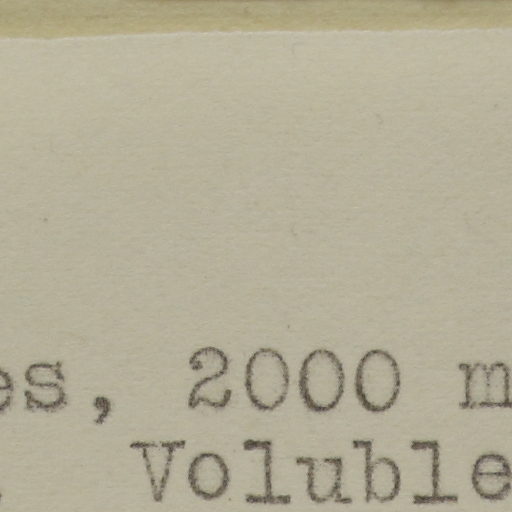 es, 2000 m
. Voluble